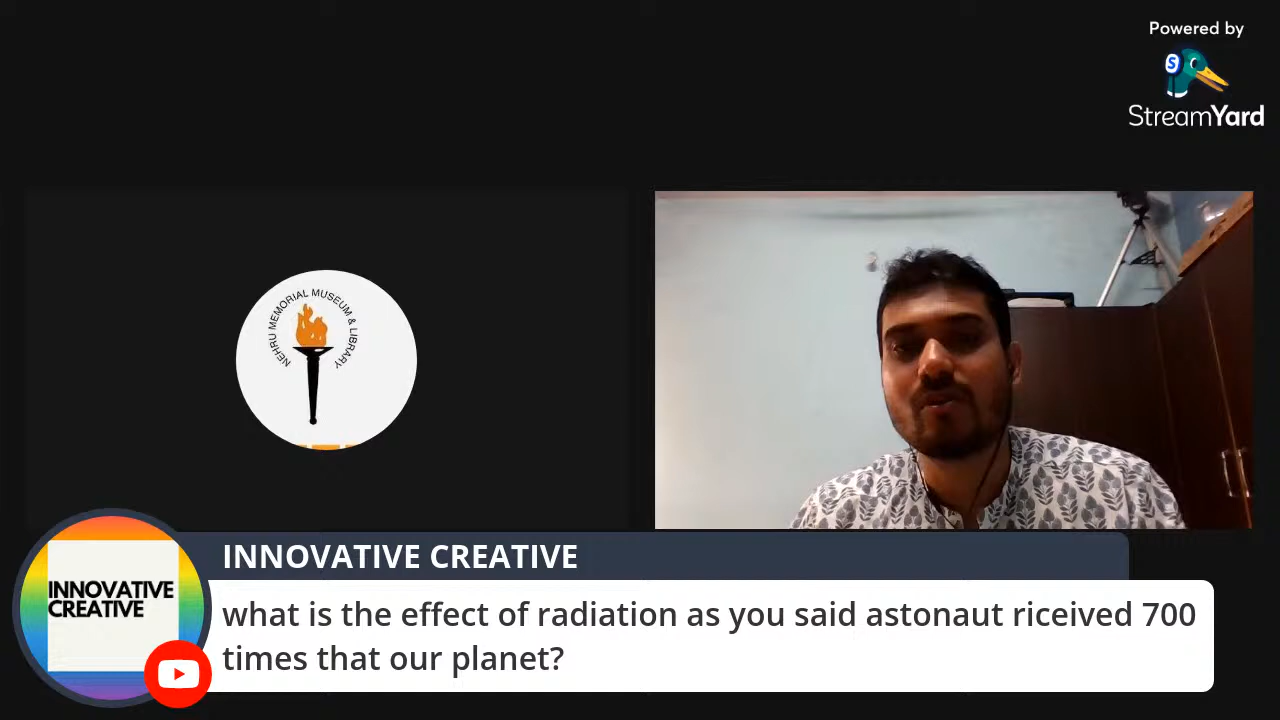 Powered by
StreamYard
NEHRU MEMORIAL MUSEUM & LIBRARY
INNOVATIVE CREATIVE
INNOVATIVE
CREATIVE
what is the effect of radiation as you said astonaut riceived 700
times that our planet?